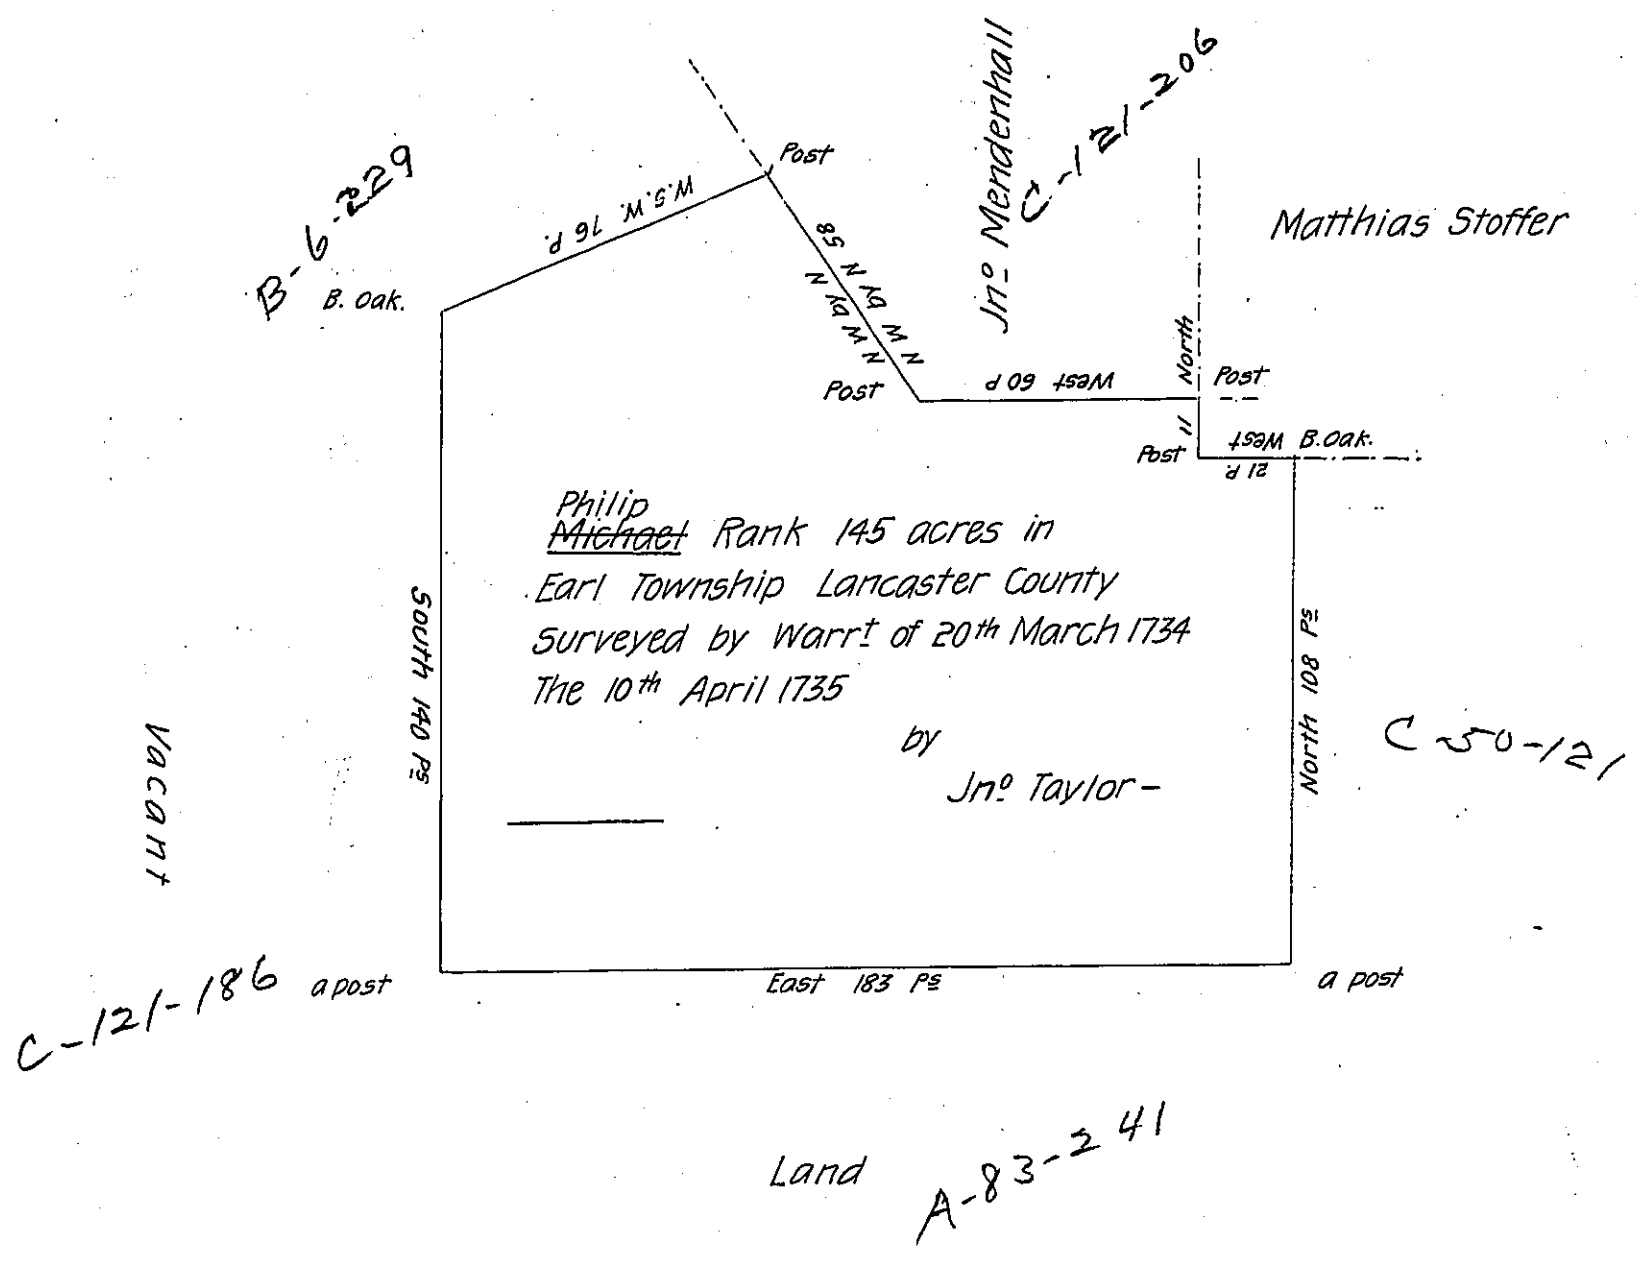 Jnº Mendenhall
C-121-206
Post
B-6-229
W.S.W. 76 P.
Matthias Stoffer
N W by N 58
N W by N
B. Oak.
North
West 60 P
Post
Post
11
West
B. Oak.
Post
21 P.
Philip
Michael Rank 145 acres in
Earl Township Lancaster County
Surveyed by Warrt of 20th March 1734
The 10th April 1735
by
Jnº Taylor-
South 140 Ps
North 108 Ps
Vacant
C-50-121
C-121-186
a post
East 183 Ps
a post
Land
A-83-241